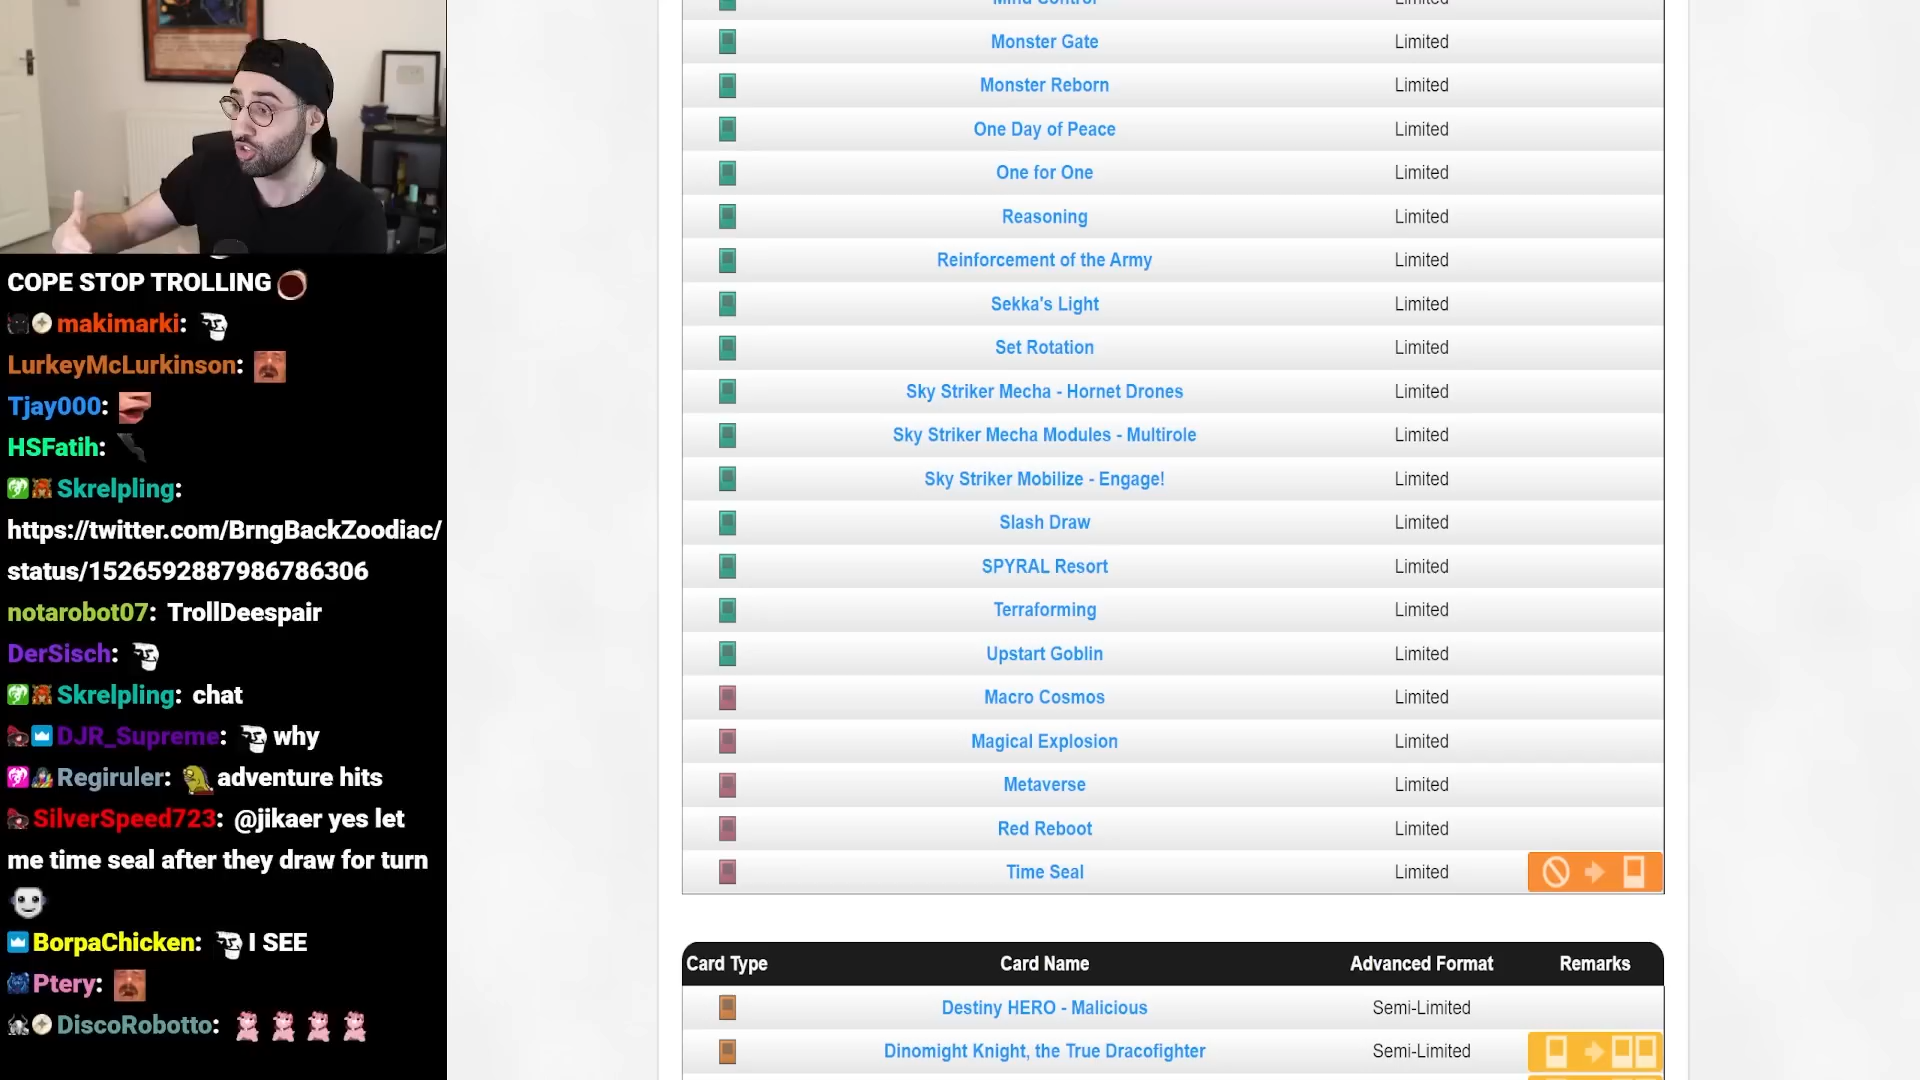 COPE STOP TROLLING
makimarki:
LurkeyMcLurkinson:
Tjay000:
HSFatih:
Skrelpling:
https://twitter.com/BrngBackZoodiac/
status/1526592887986786306
notarobot07: TrollDeespair
DerSisch:
Skrelpling: chat
DJR_Supreme: why
Regiruler: adventure hits
SilverSpeed723: @jikaer yes let
me time seal after they draw for turn
BorpaChicken: I SEE
Ptery:
DiscoRobotto:
Mind Control Limited
Monster Gate Limited
Monster Reborn Limited
One Day of Peace Limited
One for One Limited
Reasoning Limited
Reinforcement of the Army Limited
Sekka's Light Limited
Set Rotation Limited
Sky Striker Mecha - Hornet Drones Limited
Sky Striker Mecha Modules - Multirole Limited
Sky Striker Mobilize - Engage! Limited
Slash Draw Limited
SPYRAL Resort Limited
Terraforming Limited
Upstart Goblin Limited
Macro Cosmos Limited
Magical Explosion Limited
Metaverse Limited
Red Reboot Limited
Time Seal Limited
Card Type Card Name Advanced Format Remarks
Destiny HERO - Malicious Semi-Limited
Dinomight Knight, the True Dracofighter Semi-Limited